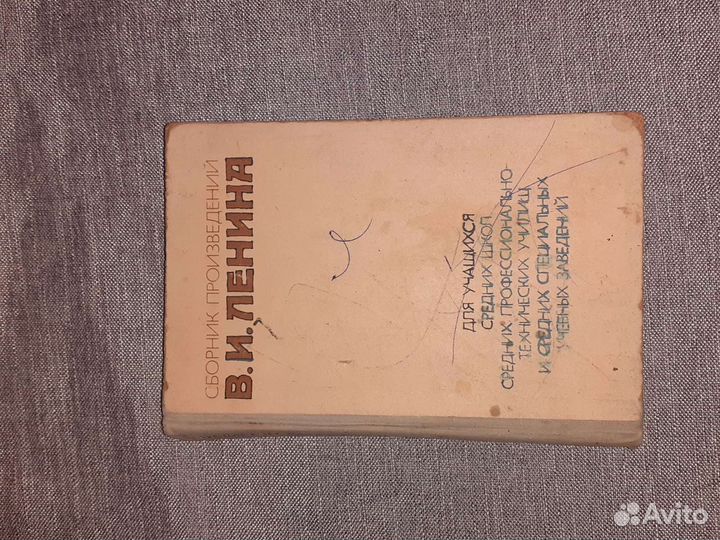 СБОРНИК ПРОИЗВЕДЕНИЙ
В.И. ЛЕНИНА
ДЛЯ УЧАЩИХСЯ
СРЕДНИХ ШКОЛ,
СРЕДНИХ ПРОФЕССИОНАЛЬНО-
ТЕХНИЧЕСКИХ УЧИЛИЩ
И СРЕДНИХ СПЕЦИАЛЬНЫХ
УЧЕБНЫХ ЗАВЕДЕНИЙ
Avito